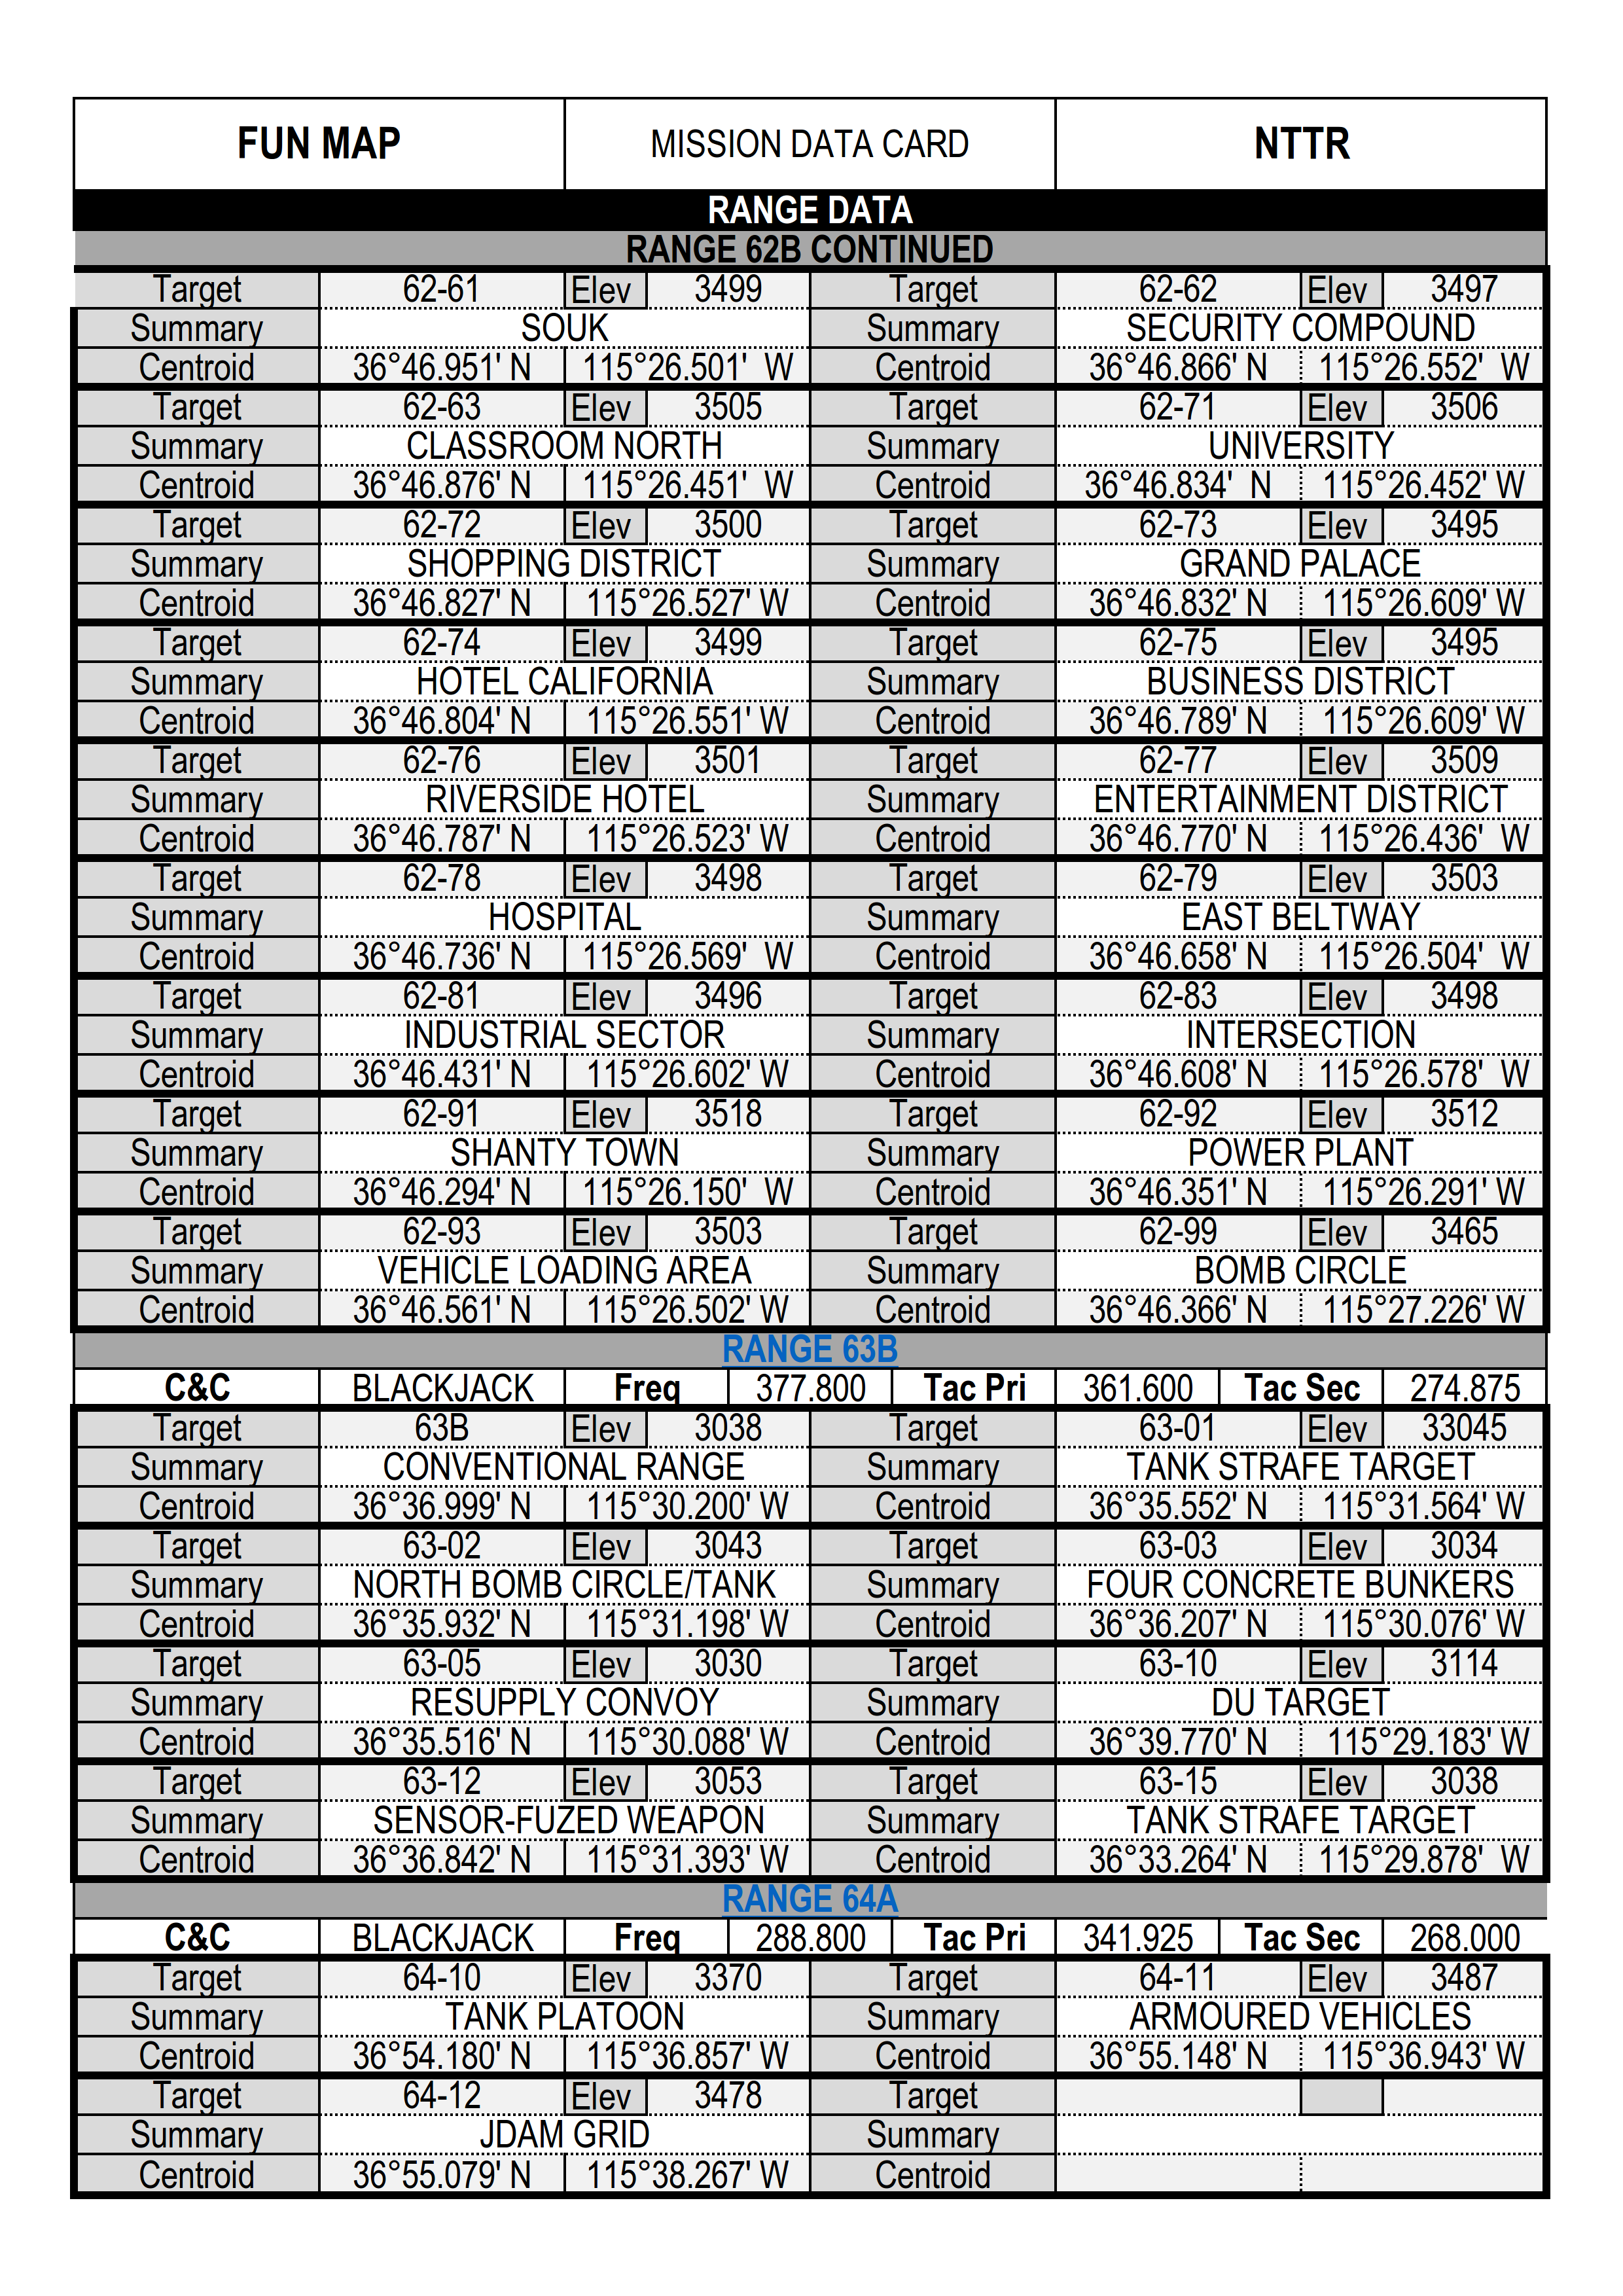 FUN MAP MISSION DATA CARD NTTR
RANGE DATA
RANGE 62B CONTINUED
Target 62-61 Elev 3499 Target 62-62 Elev 3497
Summary SOUK Summary SECURITY COMPOUND
Centroid 36°46.951' N 115°26.501' W Centroid 36°46.866' N 115°26.552' W
Target 62-63 Elev 3505 Target 62-71 Elev 3506
Summary CLASSROOM NORTH Summary UNIVERSITY
Centroid 36°46.876' N 115°26.451' W Centroid 36°46.834' N 115°26.452' W
Target 62-72 Elev 3500 Target 62-73 Elev 3495
Summary SHOPPING DISTRICT Summary GRAND PALACE
Centroid 36°46.827' N 115°26.527' W Centroid 36°46.832' N 115°26.609' W
Target 62-74 Elev 3499 Target 62-75 Elev 3495
Summary HOTEL CALIFORNIA Summary BUSINESS DISTRICT
Centroid 36°46.804' N 115°26.551' W Centroid 36°46.789' N 115°26.609' W
Target 62-76 Elev 3501 Target 62-77 Elev 3509
Summary RIVERSIDE HOTEL Summary ENTERTAINMENT DISTRICT
Centroid 36°46.787' N 115°26.523' W Centroid 36°46.770' N 115°26.436' W
Target 62-78 Elev 3498 Target 62-79 Elev 3503
Summary HOSPITAL Summary EAST BELTWAY
Centroid 36°46.736' N 115°26.569' W Centroid 36°46.658' N 115°26.504' W
Target 62-81 Elev 3496 Target 62-83 Elev 3498
Summary INDUSTRIAL SECTOR Summary INTERSECTION
Centroid 36°46.431' N 115°26.602' W Centroid 36°46.608' N 115°26.578' W
Target 62-91 Elev 3518 Target 62-92 Elev 3512
Summary SHANTY TOWN Summary POWER PLANT
Centroid 36°46.294' N 115°26.150' W Centroid 36°46.351' N 115°26.291' W
Target 62-93 Elev 3503 Target 62-99 Elev 3465
Summary VEHICLE LOADING AREA Summary BOMB CIRCLE
Centroid 36°46.561' N 115°26.502' W Centroid 36°46.366' N 115°27.226' W
RANGE 63B
C&C BLACKJACK Freq 377.800 Tac Pri 361.600 Tac Sec 274.875
Target 63B Elev 3038 Target 63-01 Elev 33045
Summary CONVENTIONAL RANGE Summary TANK STRAFE TARGET
Centroid 36°36.999' N 115°30.200' W Centroid 36°35.552' N 115°31.564' W
Target 63-02 Elev 3043 Target 63-03 Elev 3034
Summary NORTH BOMB CIRCLE/TANK Summary FOUR CONCRETE BUNKERS
Centroid 36°35.932' N 115°31.198' W Centroid 36°36.207' N 115°30.076' W
Target 63-05 Elev 3030 Target 63-10 Elev 3114
Summary RESUPPLY CONVOY Summary DU TARGET
Centroid 36°35.516' N 115°30.088' W Centroid 36°39.770' N 115°29.183' W
Target 63-12 Elev 3053 Target 63-15 Elev 3038
Summary SENSOR-FUZED WEAPON Summary TANK STRAFE TARGET
Centroid 36°36.842' N 115°31.393' W Centroid 36°33.264' N 115°29.878' W
RANGE 64A
C&C BLACKJACK Freq 288.800 Tac Pri 341.925 Tac Sec 268.000
Target 64-10 Elev 3370 Target 64-11 Elev 3487
Summary TANK PLATOON Summary ARMOURED VEHICLES
Centroid 36°54.180' N 115°36.857' W Centroid 36°55.148' N 115°36.943' W
Target 64-12 Elev 3478 Target
Summary JDAM GRID Summary
Centroid 36°55.079' N 115°38.267' W Centroid